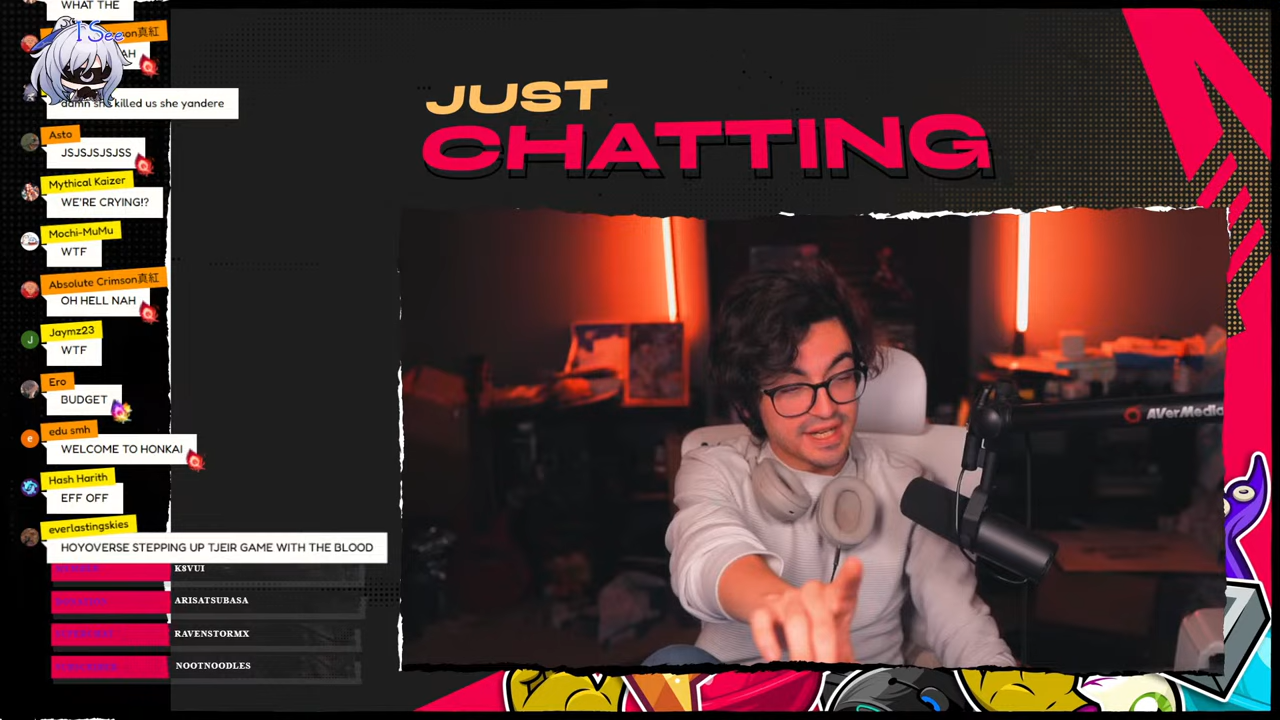 WHAT THE
I See
on真紅
AH
damn she killed us she yandere
Asto
JSJSJSJSJSS
Mythical Kaizer
WE'RE CRYING!?
Mochi-MuMu
WTF
Absolute Crimson真紅
OH HELL NAH
J
Jaymz23
WTF
Ero
BUDGET
e
edu smh
WELCOME TO HONKAI
Hash Harith
EFF OFF
everlastingskies
HOYOVERSE STEPPING UP TJEIR GAME WITH THE BLOOD
K8VUI
ARISATSUBASA
RAVENSTORMX
NOOTNOODLES
JUST
CHATTING
AVerMedia